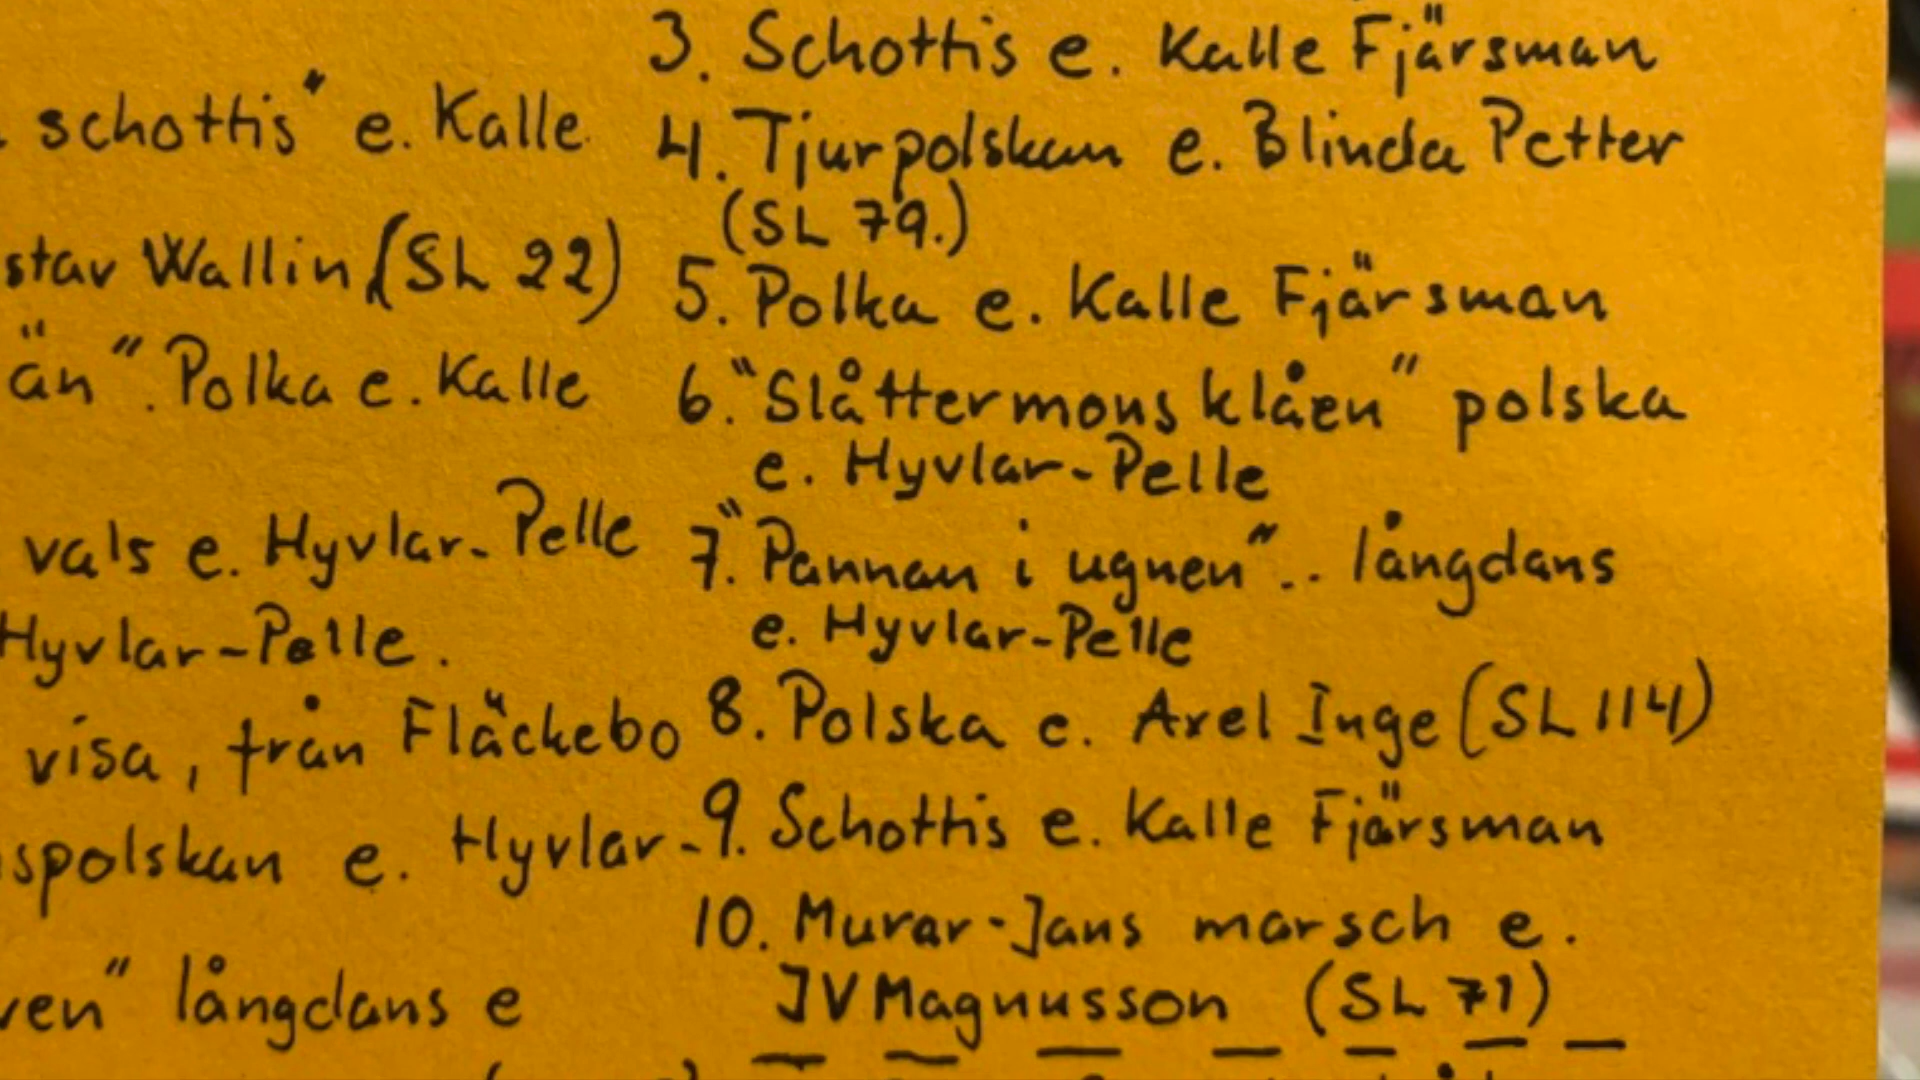 schottis" e. Kalle
stav Wallin (SL 22)
än". Polka e. Kalle
vals e. Hyvlar-Pelle
Hyvlar-Pelle.
visa, från Fläckebo
spolskan e. Hyvlar-
ven" långdans e
3. Schottis e. Kalle Fjärsman
4. Tjurpolskan e. Blinda Petter
(SL 79.)
5. Polka e. Kalle Fjärsman
6. "Slåttermons klåen" polska
e. Hyvlar-Pelle
7. "Pannan i ugnen".. långdans
e. Hyvlar-Pelle
8. Polska e. Axel Inge (SL 114)
9. Schottis e. Kalle Fjärsman
10. Murar-Jans marsch e.
JV Magnusson (SL 71)